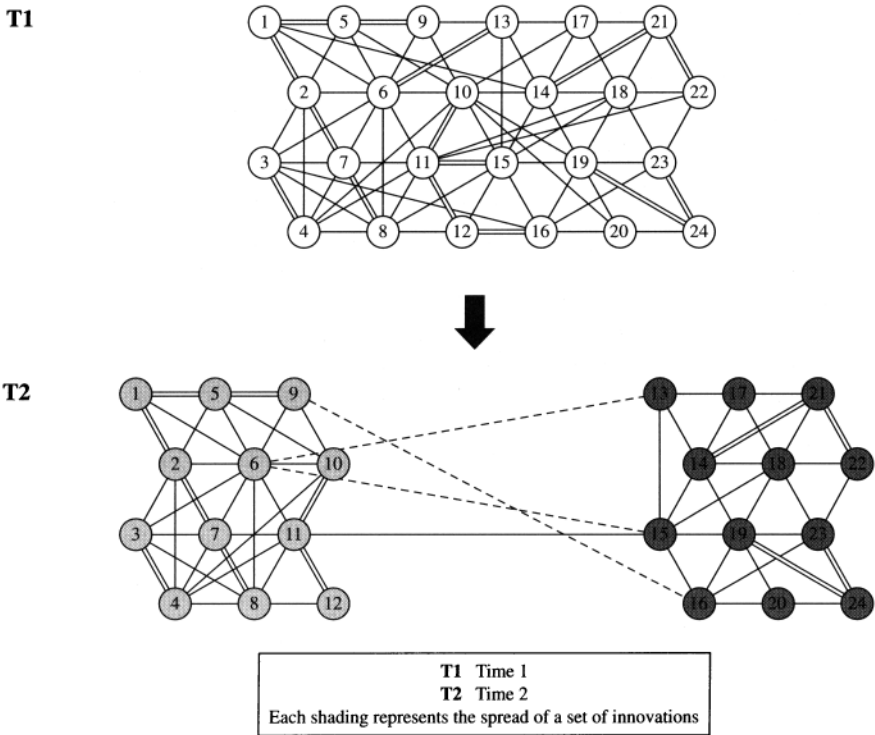 T1
1 5 9 13 17 21
2 6 10 14 18 22
3 7 11 15 19 23
4 8 12 16 20 24
T2
1 5 9 13 17 21
2 6 10 14 18 22
3 7 11 15 19 23
4 8 12 16 20 24
T1 Time 1
T2 Time 2
Each shading represents the spread of a set of innovations